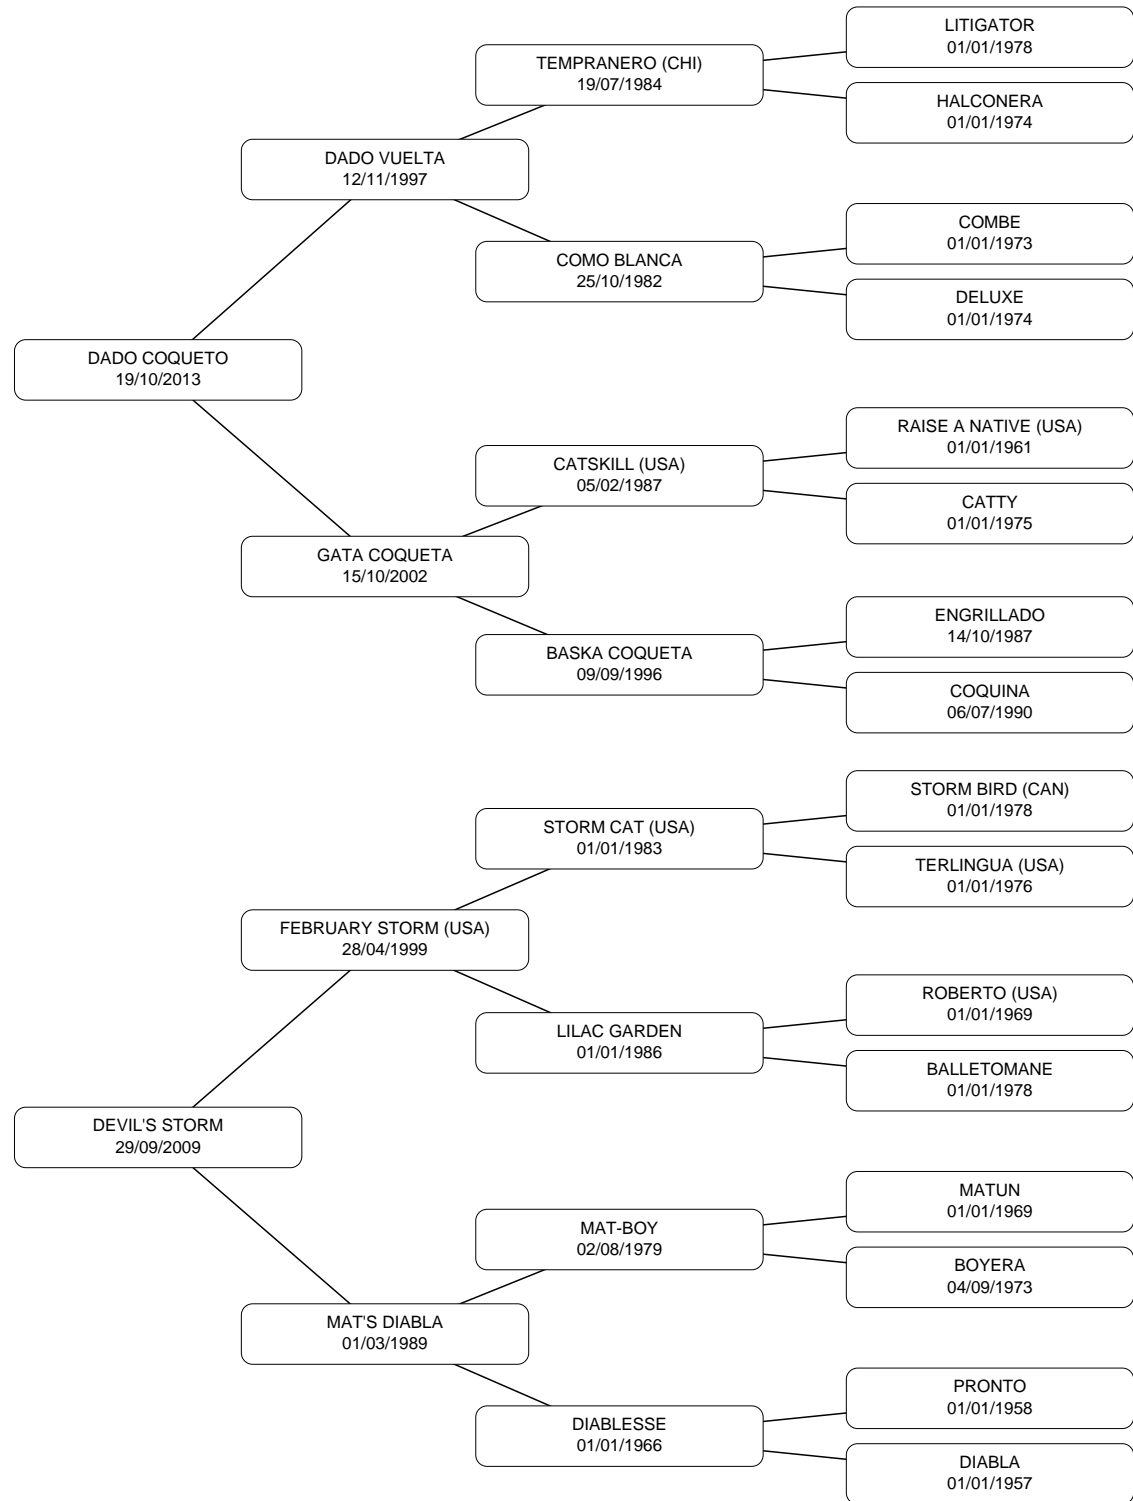 LITIGATOR
01/01/1978
TEMPRANERO (CHI)
19/07/1984
HALCONERA
01/01/1974
DADO VUELTA
12/11/1997
COMBE
01/01/1973
COMO BLANCA
25/10/1982
DELUXE
01/01/1974
DADO COQUETO
19/10/2013
RAISE A NATIVE (USA)
01/01/1961
CATSKILL (USA)
05/02/1987
CATTY
01/01/1975
GATA COQUETA
15/10/2002
ENGRILLADO
14/10/1987
BASKA COQUETA
09/09/1996
COQUINA
06/07/1990
STORM BIRD (CAN)
01/01/1978
STORM CAT (USA)
01/01/1983
TERLINGUA (USA)
01/01/1976
FEBRUARY STORM (USA)
28/04/1999
ROBERTO (USA)
01/01/1969
LILAC GARDEN
01/01/1986
BALLETOMANE
01/01/1978
DEVIL'S STORM
29/09/2009
MATUN
01/01/1969
MAT-BOY
02/08/1979
BOYERA
04/09/1973
MAT'S DIABLA
01/03/1989
PRONTO
01/01/1958
DIABLESSE
01/01/1966
DIABLA
01/01/1957